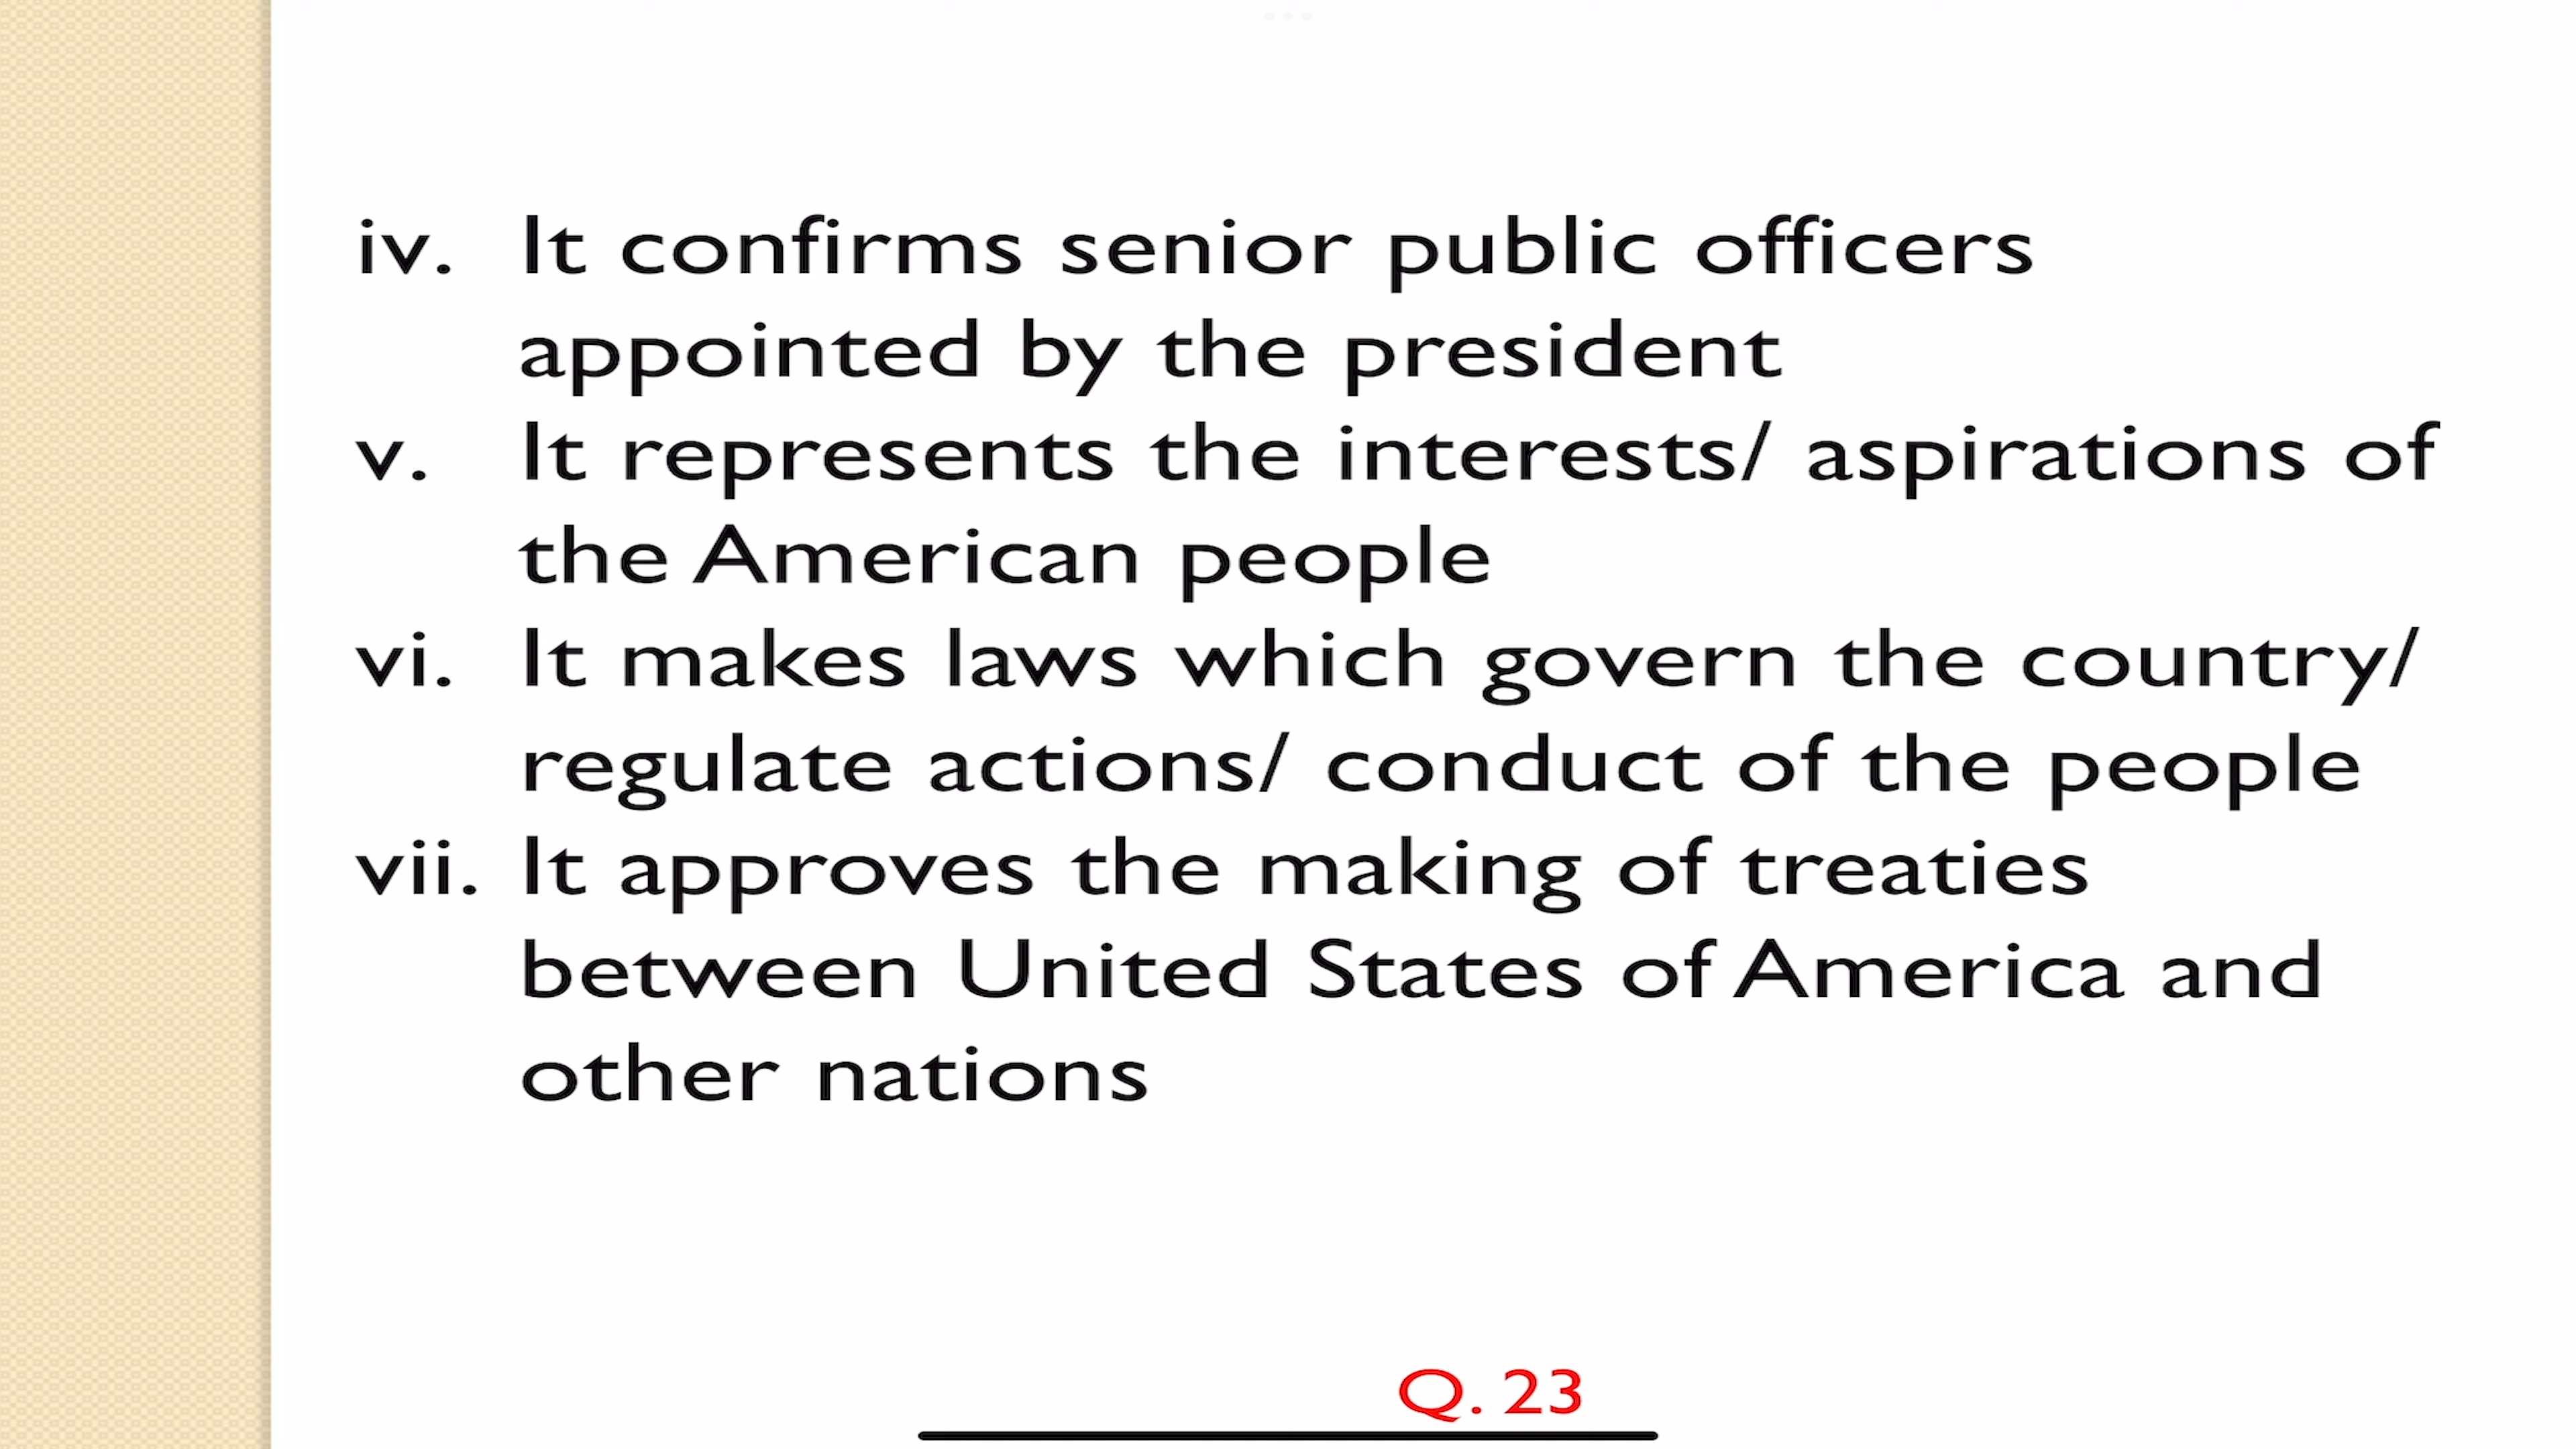 iv. It confirms senior public officers
appointed by the president
v. It represents the interests/ aspirations of
the American people
vi. It makes laws which govern the country/
regulate actions/ conduct of the people
vii. It approves the making of treaties
between United States of America and
other nations
Q. 23